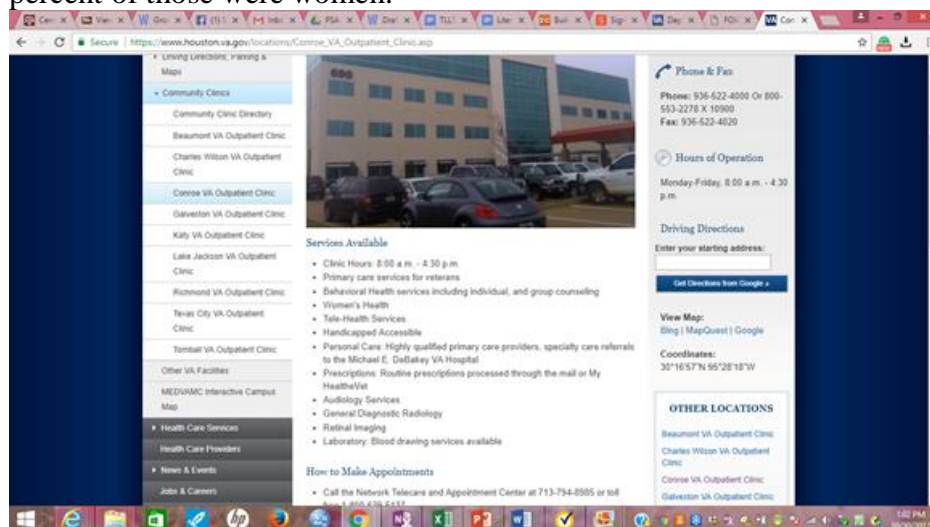 percent of those were women.
Secure https://www.houston.va.gov/locations/Conroe_VA_Outpatient_Clinic.asp
Driving Directions, Parking &
Maps
Community Clinics
Community Clinic Directory
Beaumont VA Outpatient Clinic
Charles Wilson VA Outpatient
Clinic
Conroe VA Outpatient Clinic
Galveston VA Outpatient Clinic
Katy VA Outpatient Clinic
Lake Jackson VA Outpatient
Clinic
Richmond VA Outpatient Clinic
Texas City VA Outpatient
Clinic
Tomball VA Outpatient Clinic
Other VA Facilities
MEDVAMC Interactive Campus
Map
Health Care Services
Health Care Providers
News & Events
Jobs & Careers
690
Services Available
• Clinic Hours: 8:00 a.m. - 4:30 p.m.
• Primary care services for veterans
• Behavioral Health services including individual, and group counseling
• Women's Health
• Tele-Health Services
• Handicapped Accessible
• Personal Care: Highly qualified primary care providers, specialty care referrals
to the Michael E. DeBakey VA Hospital
• Prescriptions: Routine prescriptions processed through the mail or My
HealtheVet
• Audiology Services
• General Diagnostic Radiology
• Retinal Imaging
• Laboratory: Blood drawing services available
How to Make Appointments
• Call the Network Telecare and Appointment Center at 713-794-8985 or toll
Phone & Fax
Phone: 936-522-4000 Or 800-
553-2278 X 10900
Fax: 936-522-4020
Hours of Operation
Monday-Friday, 8:00 a.m. - 4:30
p.m.
Driving Directions
Enter your starting address:
Get Directions from Google »
View Map:
Bing | MapQuest | Google
Coordinates:
30°16'57"N 95°28'18"W
OTHER LOCATIONS
Beaumont VA Outpatient Clinic
Charles Wilson VA Outpatient
Clinic
Conroe VA Outpatient Clinic
Galveston VA Outpatient Clinic
1:02 PM